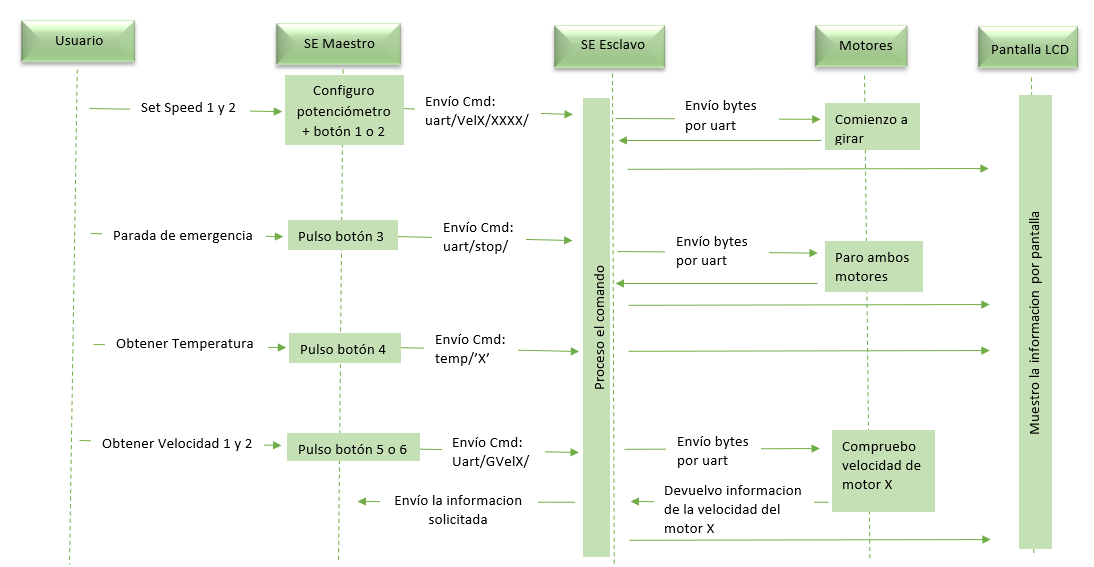 Usuario
SE Maestro
SE Esclavo
Motores
Pantalla LCD
Set Speed 1 y 2
Configuro
potenciómetro
+ botón 1 o 2
Envío Cmd:
uart/VelX/XXXX/
Envío bytes
por uart
Comienzo a
girar
Parada de emergencia
Pulso botón 3
Envío Cmd:
uart/stop/
Envío bytes
por uart
Paro ambos
motores
Obtener Temperatura
Pulso botón 4
Envío Cmd:
temp/’X’
Proceso el comando
Muestro la informacion por pantalla
Obtener Velocidad 1 y 2
Pulso botón 5 o 6
Envío Cmd:
Uart/GVelX/
Envío bytes
por uart
Compruebo
velocidad de
motor X
Envío la informacion
solicitada
Devuelvo informacion
de la velocidad del
motor X